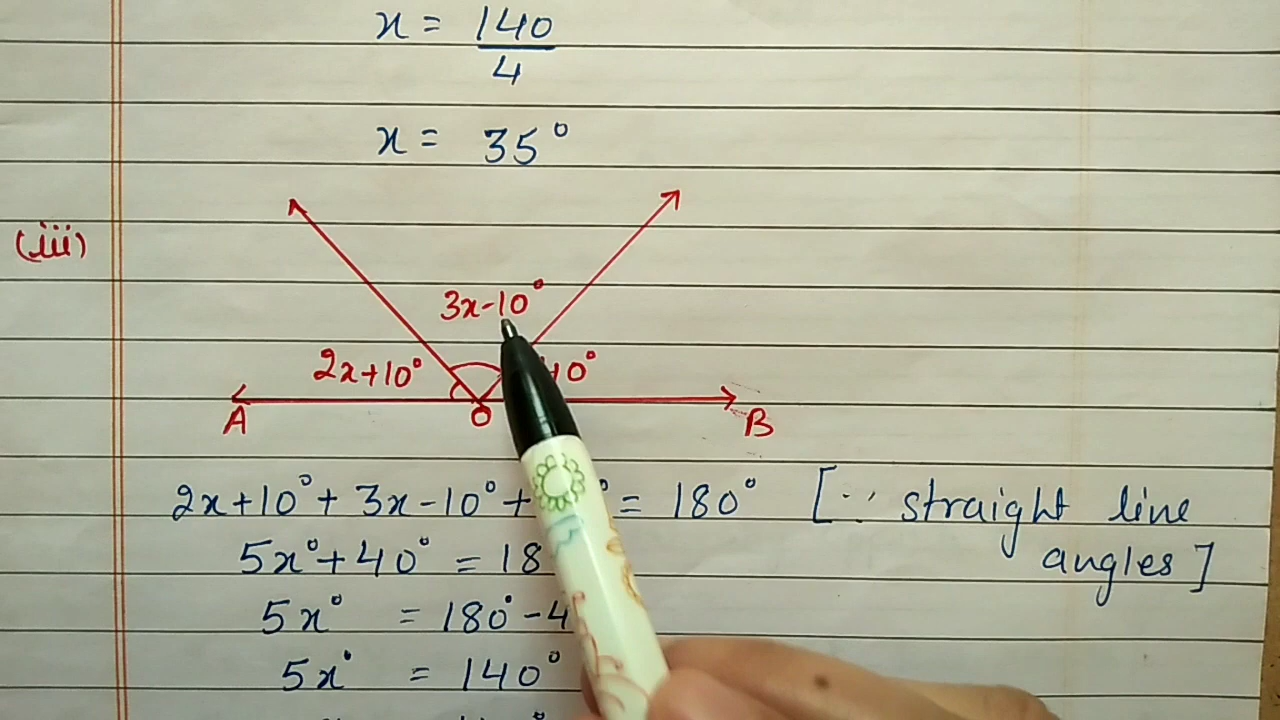 x = 140
4
x = 35°
(iii)
3x-10°
2x+10° 40°
A O B
2x+10°+ 3x-10°+ ° = 180° [∵ straight line
angles]
5x°+40° = 18
5x° = 180°-4
5x° = 140°